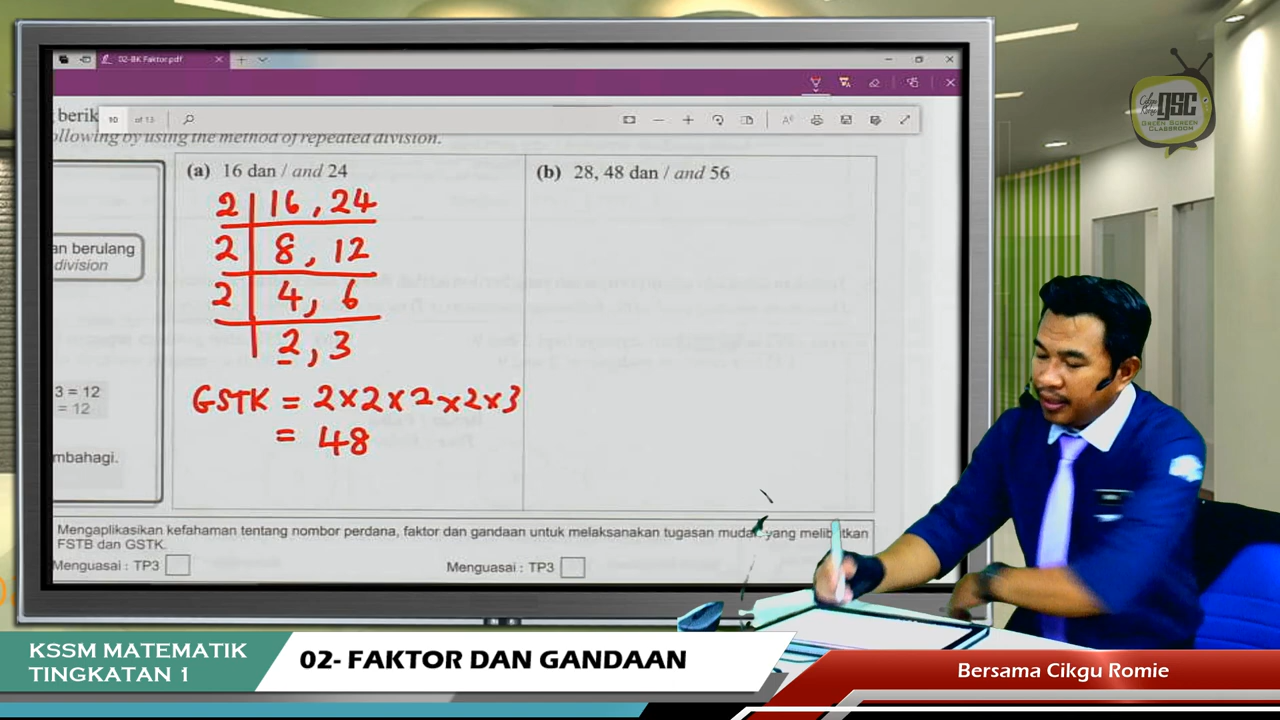 02-BK Faktor.pdf
10 of 13
berik
ollowing by using the method of repeated division.
an berulang
division
3 = 12
= 12
mbahagi.
(a) 16 dan / and 24
2 | 16 , 24
2 | 8 , 12
2 | 4 , 6
2 , 3
GSTK = 2 × 2 × 2 × 2 × 3
= 48
(b) 28, 48 dan / and 56
Mengaplikasikan kefahaman tentang nombor perdana, faktor dan gandaan untuk melaksanakan tugasan mudah yang melibatkan
FSTB dan GSTK.
Menguasai : TP3
Menguasai : TP3
Cikgu
GSC
GREEN SCREEN
CLASSROOM
KSSM MATEMATIK
TINGKATAN 1
02- FAKTOR DAN GANDAAN
Bersama Cikgu Romie